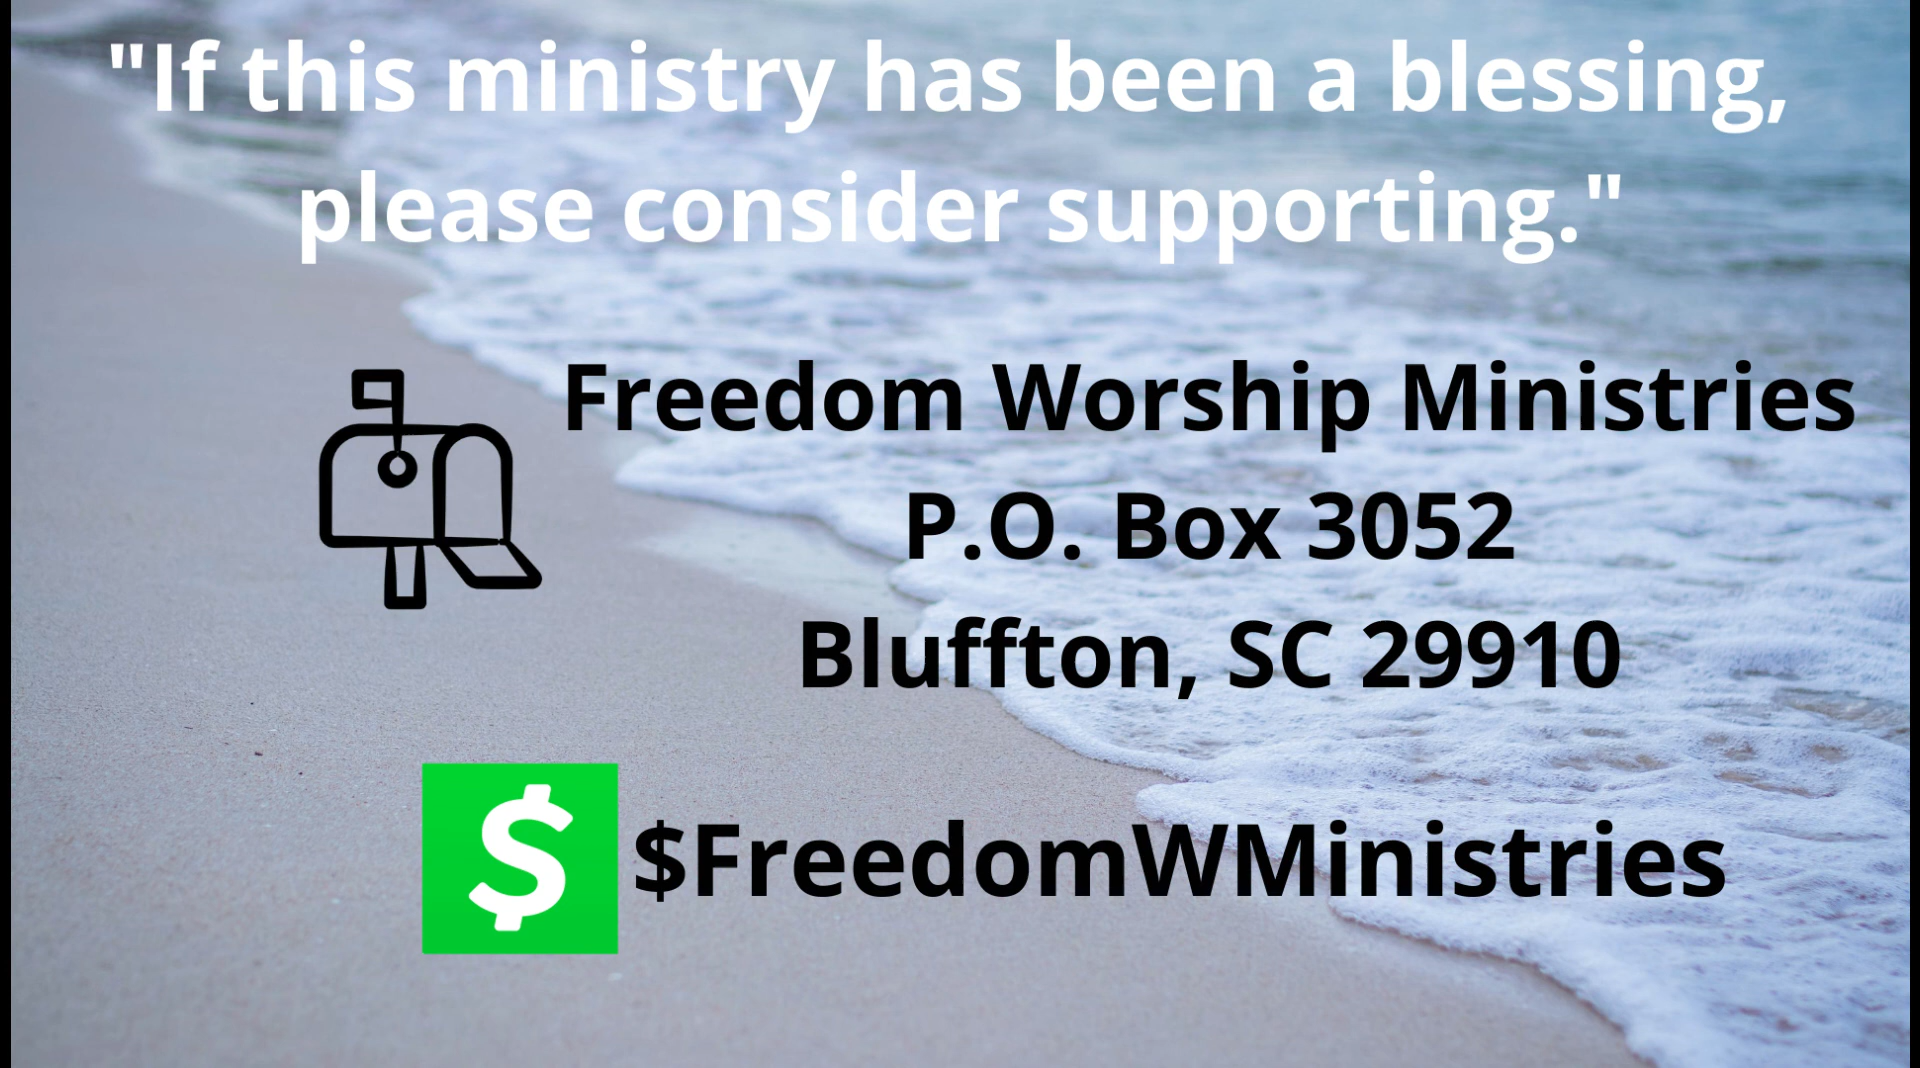 "If this ministry has been a blessing,
please consider supporting."
Freedom Worship Ministries
P.O. Box 3052
Bluffton, SC 29910
$
$FreedomWMinistries